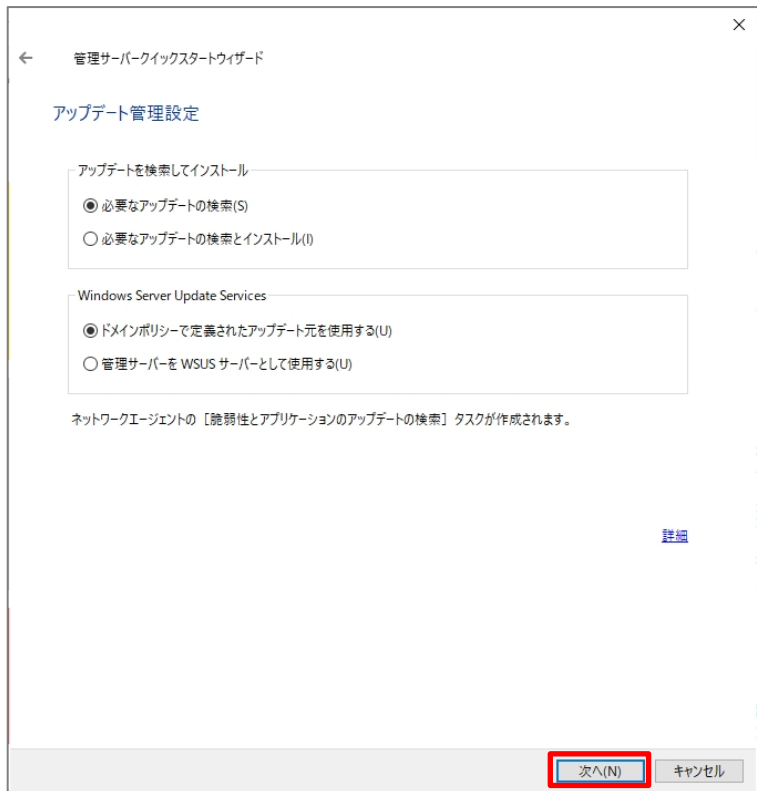 管理サーバークイックスタートウィザード
アップデート管理設定
アップデートを検索してインストール
必要なアップデートの検索(S)
必要なアップデートの検索とインストール(I)
Windows Server Update Services
ドメインポリシーで定義されたアップデート元を使用する(U)
管理サーバーを WSUS サーバーとして使用する(U)
ネットワークエージェントの［脆弱性とアプリケーションのアップデートの検索］タスクが作成されます。
詳細
次へ(N)
キャンセル